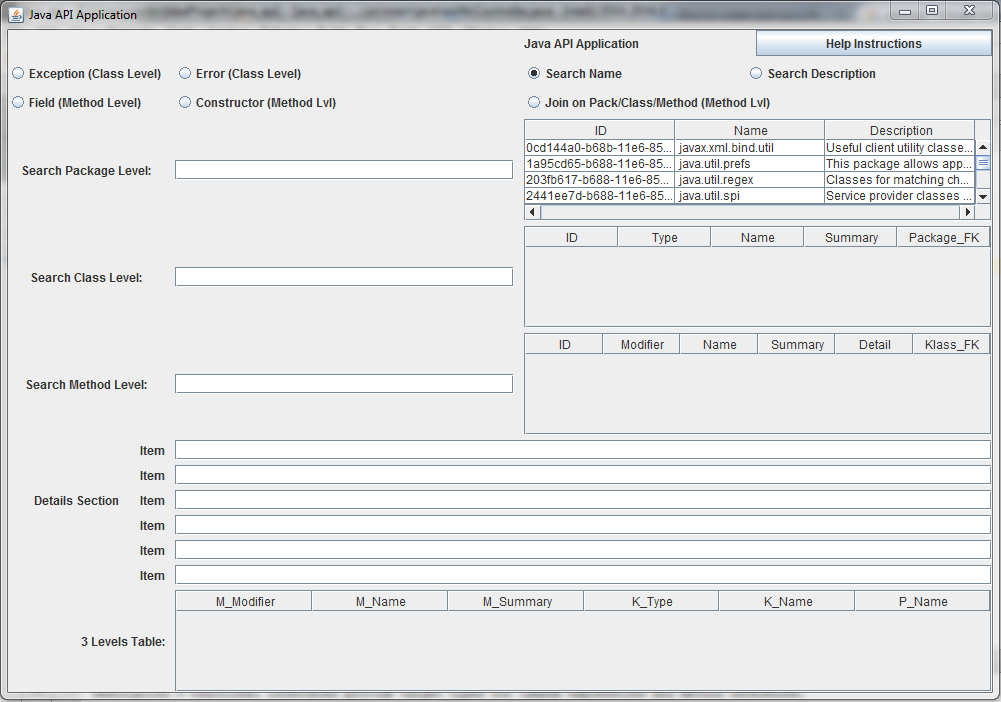 Java API Application
Java API Application
Help Instructions
Exception (Class Level)
Error (Class Level)
Search Name
Search Description
Field (Method Level)
Constructor (Method Lvl)
Join on Pack/Class/Method (Method Lvl)
ID Name Description
0cd144a0-b68b-11e6-85... javax.xml.bind.util Useful client utility classe...
1a95cd65-b688-11e6-85... java.util.prefs This package allows app...
203fb617-b688-11e6-85... java.util.regex Classes for matching ch...
2441ee7d-b688-11e6-85... java.util.spi Service provider classes ...
Search Package Level:
ID Type Name Summary Package_FK
Search Class Level:
ID Modifier Name Summary Detail Klass_FK
Search Method Level:
Item
Item
Details Section Item
Item
Item
Item
M_Modifier M_Name M_Summary K_Type K_Name P_Name
3 Levels Table: